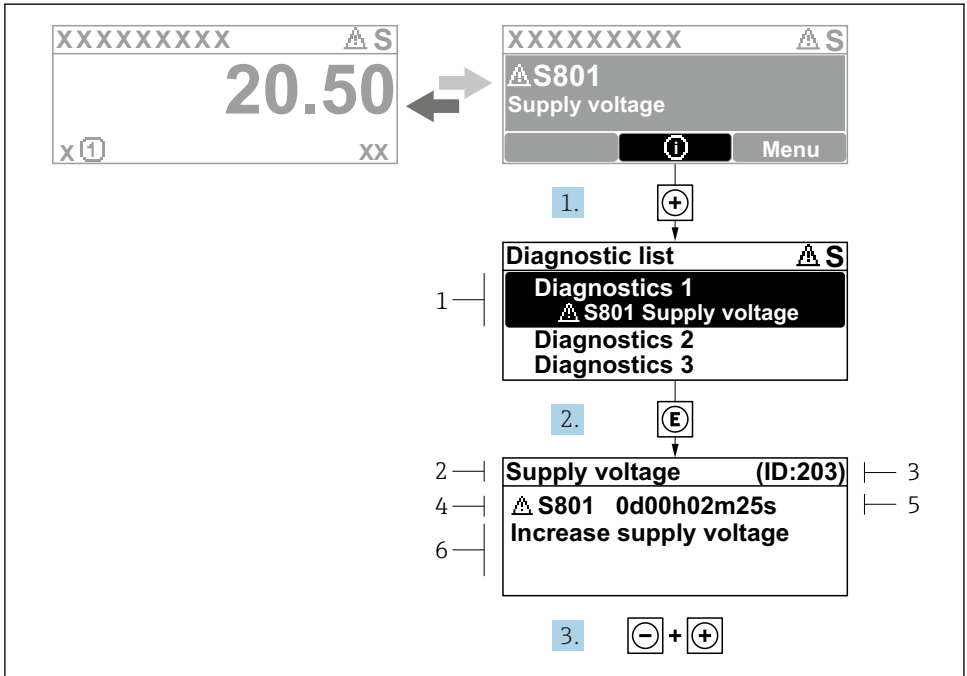 XXXXXXXXX ⚠ S
20.50
X ① XX
XXXXXXXXX ⚠ S
⚠ S801
Supply voltage
ⓘ Menu
1. +
Diagnostic list ⚠ S
1
Diagnostics 1
⚠ S801 Supply voltage
Diagnostics 2
Diagnostics 3
2. E
2 Supply voltage (ID:203) 3
4 ⚠ S801 0d00h02m25s 5
6 Increase supply voltage
3. - + +